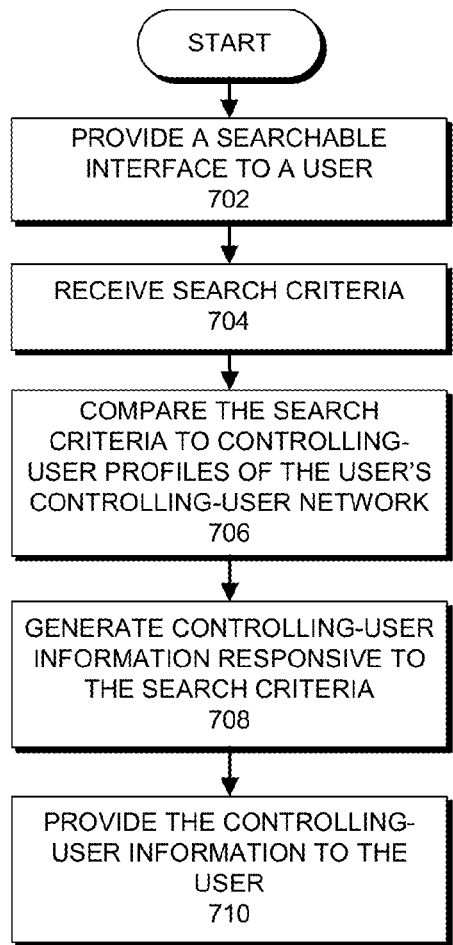 START
PROVIDE A SEARCHABLE
INTERFACE TO A USER
702
RECEIVE SEARCH CRITERIA
704
COMPARE THE SEARCH
CRITERIA TO CONTROLLING-
USER PROFILES OF THE USER'S
CONTROLLING-USER NETWORK
706
GENERATE CONTROLLING-USER
INFORMATION RESPONSIVE TO
THE SEARCH CRITERIA
708
PROVIDE THE CONTROLLING-
USER INFORMATION TO THE
USER
710